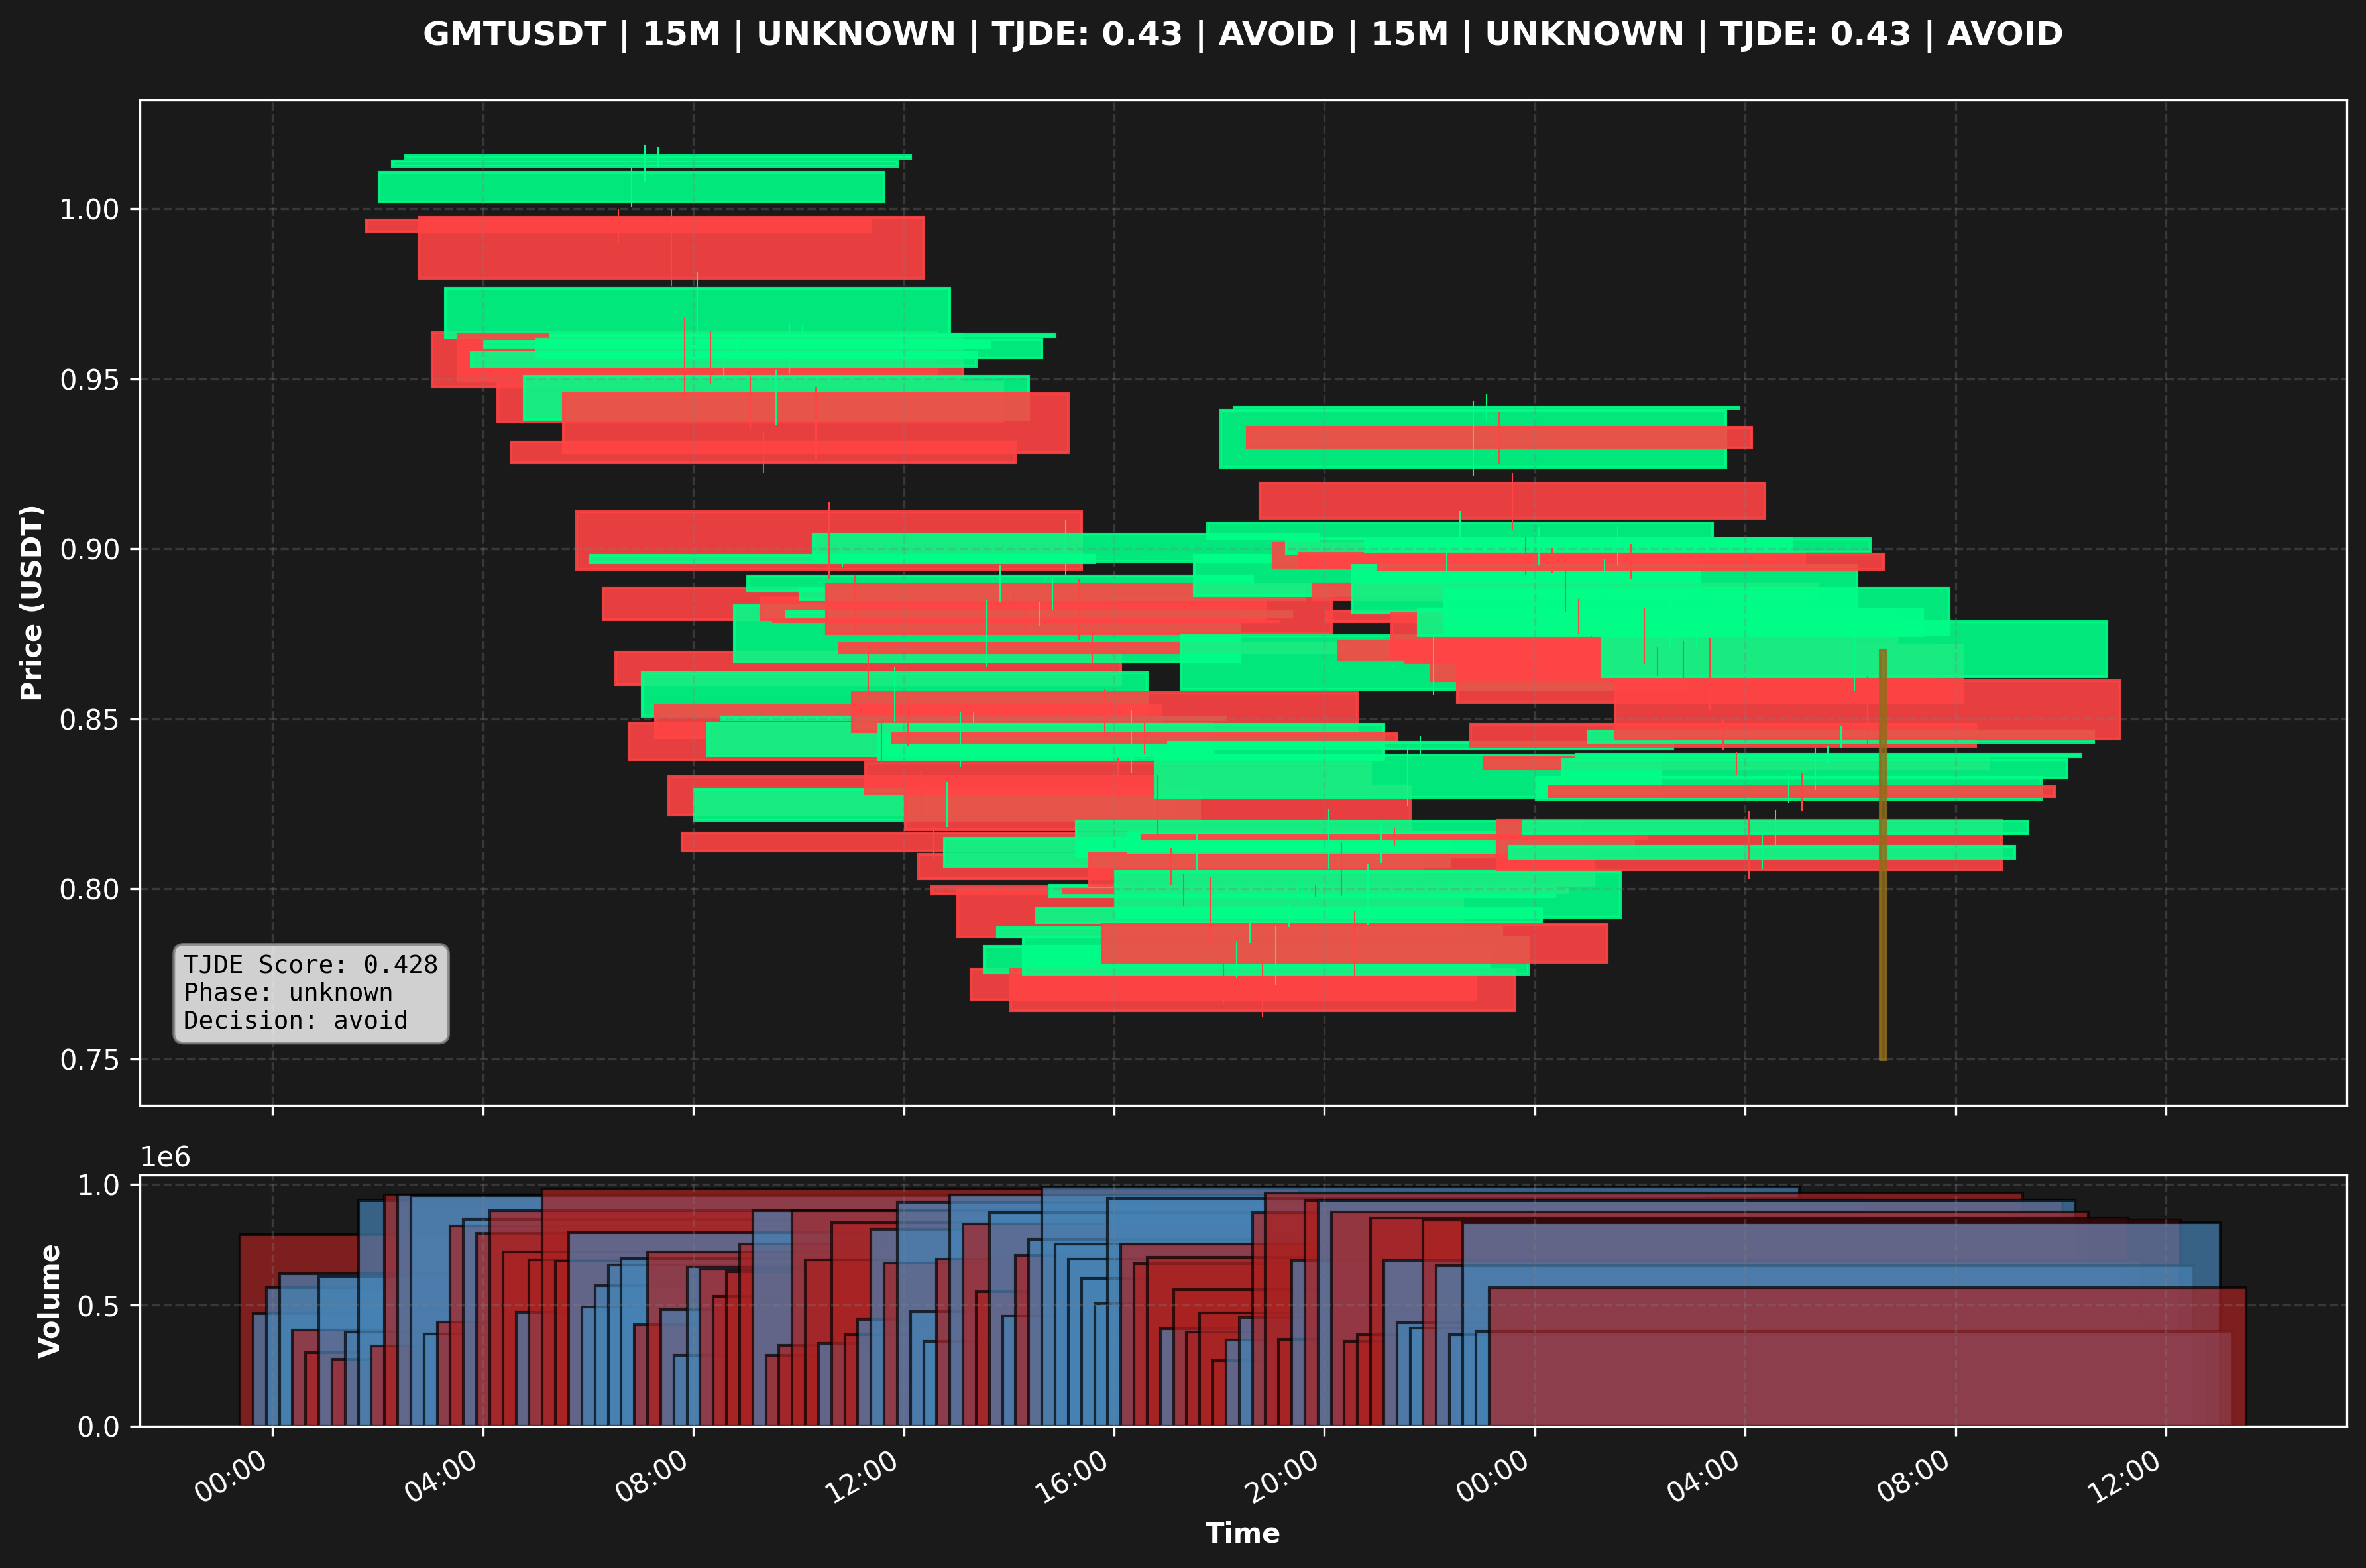 GMTUSDT | 15M | UNKNOWN | TJDE: 0.43 | AVOID | 15M | UNKNOWN | TJDE: 0.43 | AVOID
1.00
0.95
0.90
0.85
0.80
0.75
Price (USDT)
TJDE Score: 0.428
Phase: unknown
Decision: avoid
1e6
1.0
0.5
0.0
Volume
00:00
04:00
08:00
12:00
16:00
20:00
00:00
04:00
08:00
12:00
Time